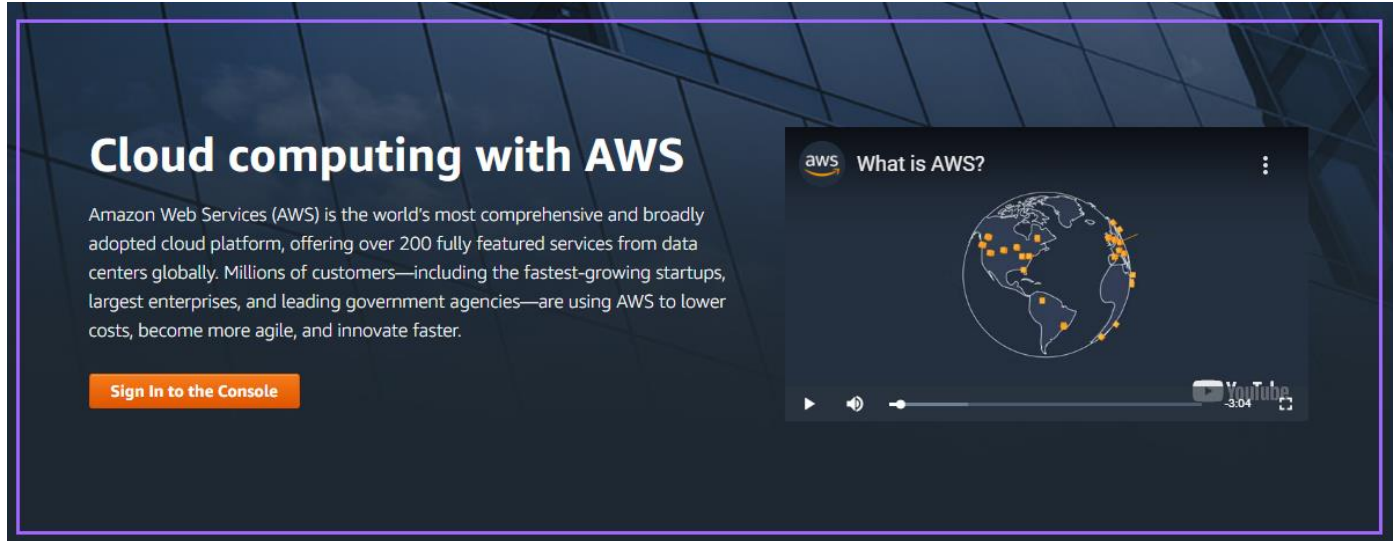 Cloud computing with AWS
Amazon Web Services (AWS) is the world’s most comprehensive and broadly
adopted cloud platform, offering over 200 fully featured services from data
centers globally. Millions of customers—including the fastest-growing startups,
largest enterprises, and leading government agencies—are using AWS to lower
costs, become more agile, and innovate faster.
Sign In to the Console
aws What is AWS?
YouTube
-3:04